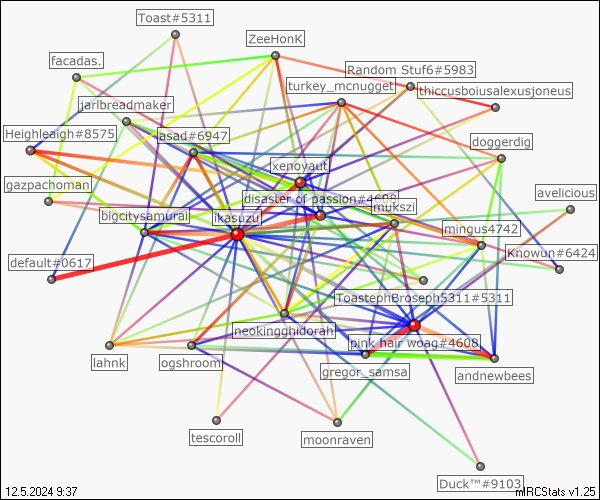 Toast#5311
ZeeHonK
facadas.
Random Stuf6#5983
turkey_mcnugget
thiccusboiusalexusjoneus
jarlbreadmaker
Heighleaigh#8575
asad#6947
doggerdig
xenoyaut
gazpachoman
disaster of passion#4608
avelicious
mukszi
bigcitysamurai
ikasuzu
mingus4742
Knowun#6424
default#0617
ToastephBroseph5311#5311
neokingghidorah
pink hair woag#4608
lahnk
ogshroom
gregor_samsa
andnewbees
tescoroll
moonraven
Duck™#9103
12.5.2024 9:37
mIRCStats v1.25